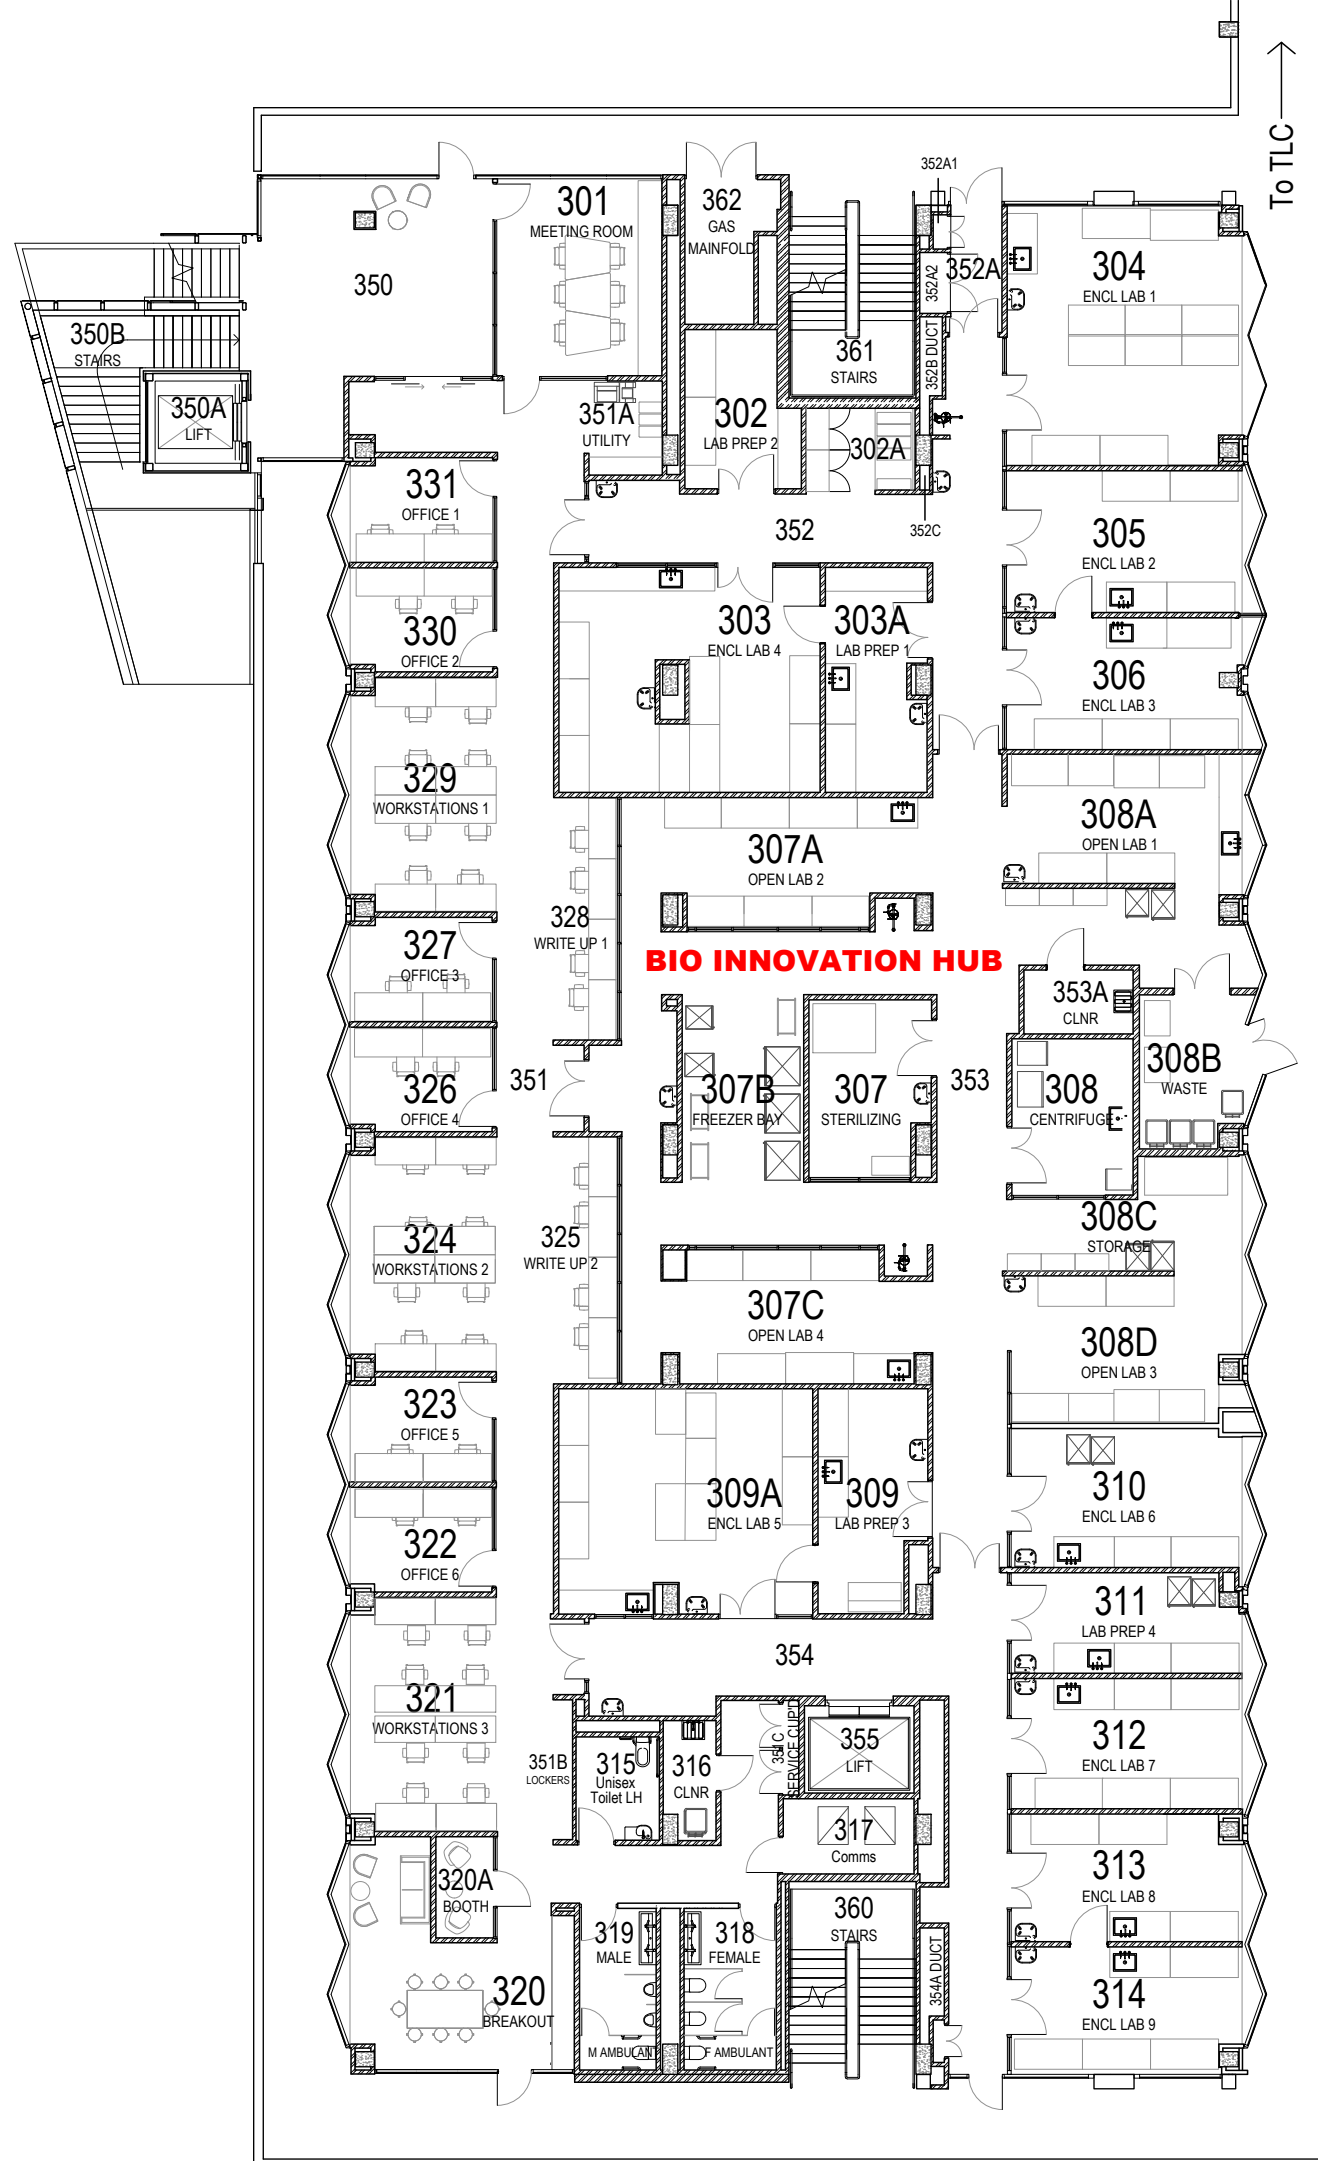 To TLC
352A1
301
MEETING ROOM
362
GAS
MAINFOLD
350
352A2
352A
304
ENCL LAB 1
350B
STAIRS
361
STAIRS
352B DUCT
350A
LIFT
351A
UTILITY
302
LAB PREP 2
302A
331
OFFICE 1
352
352C
305
ENCL LAB 2
330
OFFICE 2
303
ENCL LAB 4
303A
LAB PREP 1
306
ENCL LAB 3
329
WORKSTATIONS 1
307A
OPEN LAB 2
308A
OPEN LAB 1
328
WRITE UP 1
327
OFFICE 3
BIO INNOVATION HUB
353A
CLNR
351
326
OFFICE 4
307B
FREEZER BAY
307
STERILIZING
353
308
CENTRIFUGE
308B
WASTE
324
WORKSTATIONS 2
325
WRITE UP 2
308C
STORAGE
307C
OPEN LAB 4
308D
OPEN LAB 3
323
OFFICE 5
322
OFFICE 6
309A
ENCL LAB 5
309
LAB PREP 3
310
ENCL LAB 6
311
LAB PREP 4
354
321
WORKSTATIONS 3
351B
LOCKERS
315
Unisex
Toilet LH
316
CLNR
351C
SERVICE CUP'D
355
LIFT
312
ENCL LAB 7
317
Comms
313
ENCL LAB 8
320A
BOOTH
319
MALE
318
FEMALE
360
STAIRS
354A DUCT
320
BREAKOUT
314
ENCL LAB 9
M AMBULANT
F AMBULANT